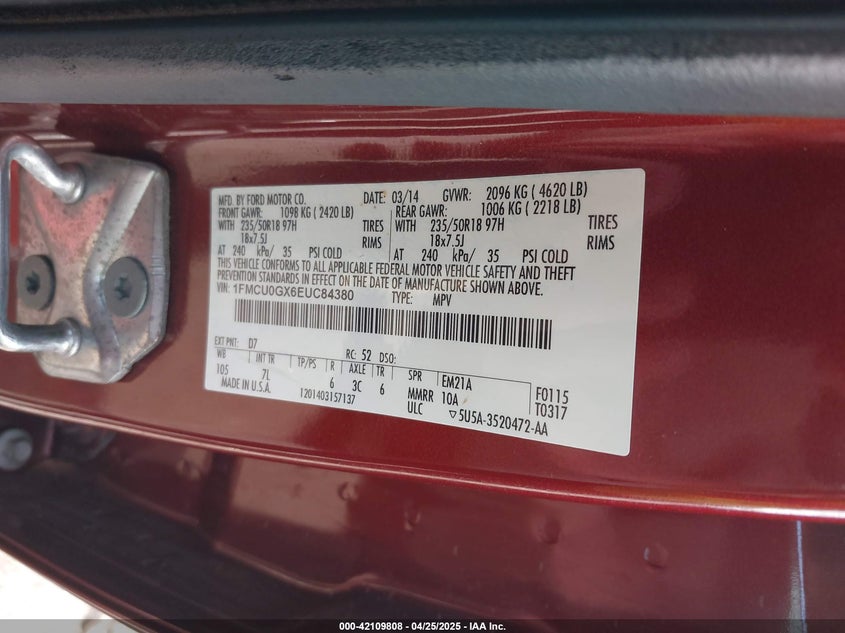 MFD. BY FORD MOTOR CO. DATE: 03/14 GVWR: 2096 KG ( 4620 LB)
FRONT GAWR: 1098 KG ( 2420 LB) REAR GAWR: 1006 KG ( 2218 LB)
WITH 235/50R18 97H TIRES WITH 235/50R18 97H TIRES
18x7.5J RIMS 18x7.5J RIMS
AT 240 kPa/ 35 PSI COLD AT 240 kPa/ 35 PSI COLD
THIS VEHICLE CONFORMS TO ALL APPLICABLE FEDERAL MOTOR VEHICLE SAFETY AND THEFT
PREVENTION STANDARDS IN EFFECT ON THE DATE OF MANUFACTURE SHOWN ABOVE.
VIN: 1FMCU0GX6EUC84380 TYPE: MPV
EXT PNT: D7 RC: 52 DSO:
WB INT TR TP/PS R AXLE TR SPR EM21A F0115
105 7L 6 3C 6 MMRR 10A T0317
MADE IN U.S.A. 1201403157137 ULC ▽5U5A-3520472-AA
000-42109808 - 04/25/2025 - IAA Inc.